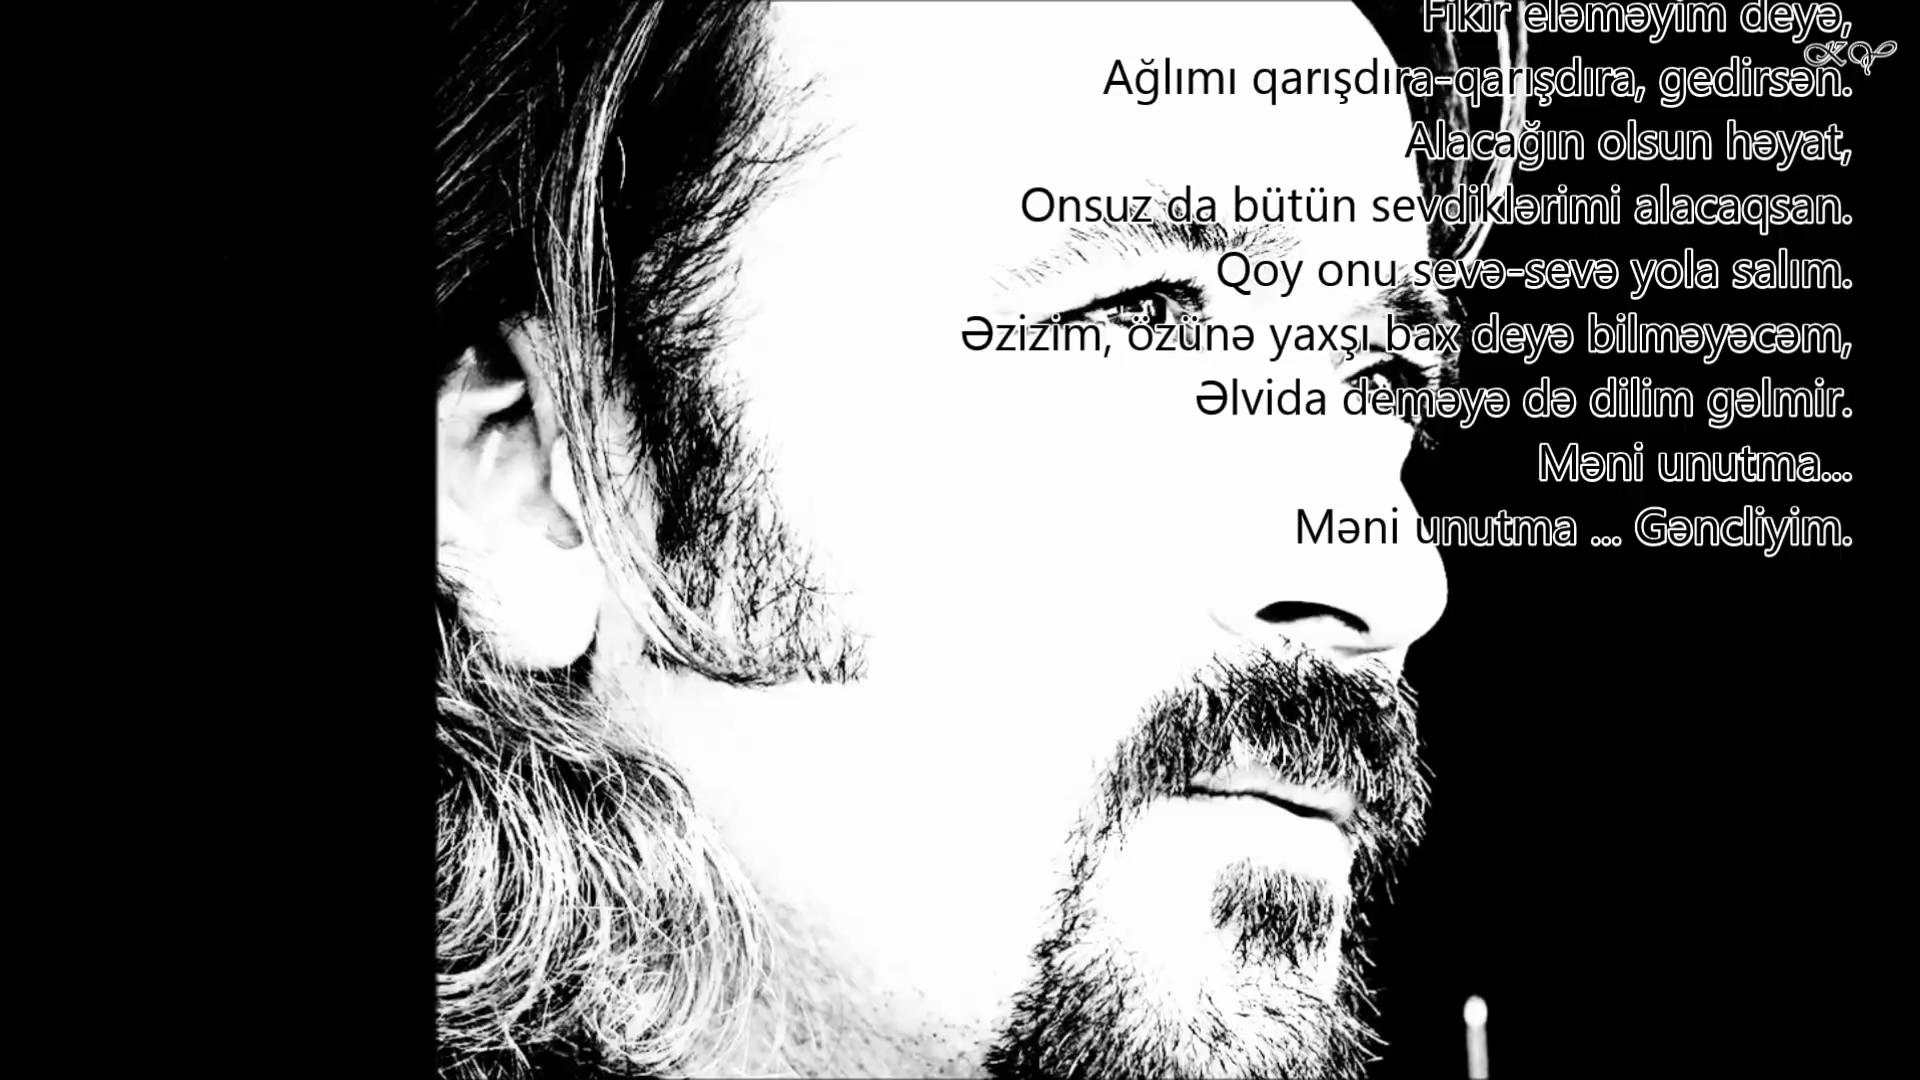 Fikir eləməyim deyə,
Ağlımı qarışdıra-qarışdıra, gedirsən.
Alacağın olsun həyat,
Onsuz da bütün sevdiklərimi alacaqsan.
Qoy onu sevə-sevə yola salım.
Əzizim, özünə yaxşı bax deyə bilməyəcəm,
Əlvida deməyə də dilim gəlmir.
Məni unutma...
Məni unutma ... Gəncliyim.